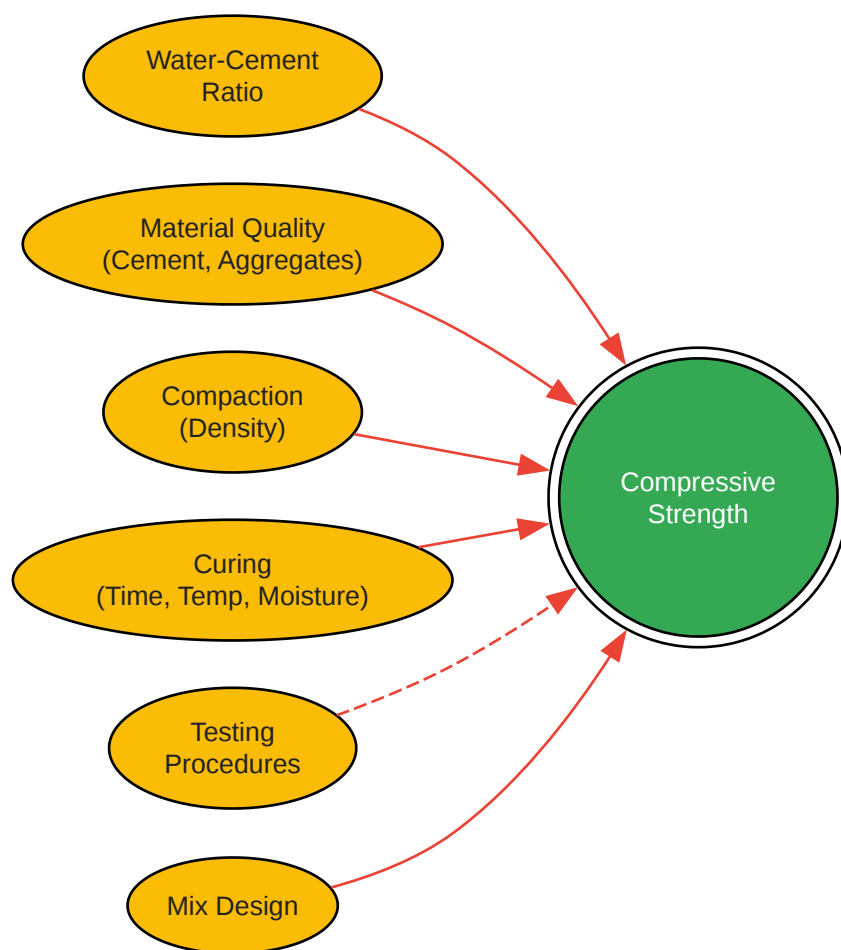 Water-Cement
Ratio
Material Quality
(Cement, Aggregates)
Compaction
(Density)
Curing
(Time, Temp, Moisture)
Testing
Procedures
Mix Design
Compressive
Strength